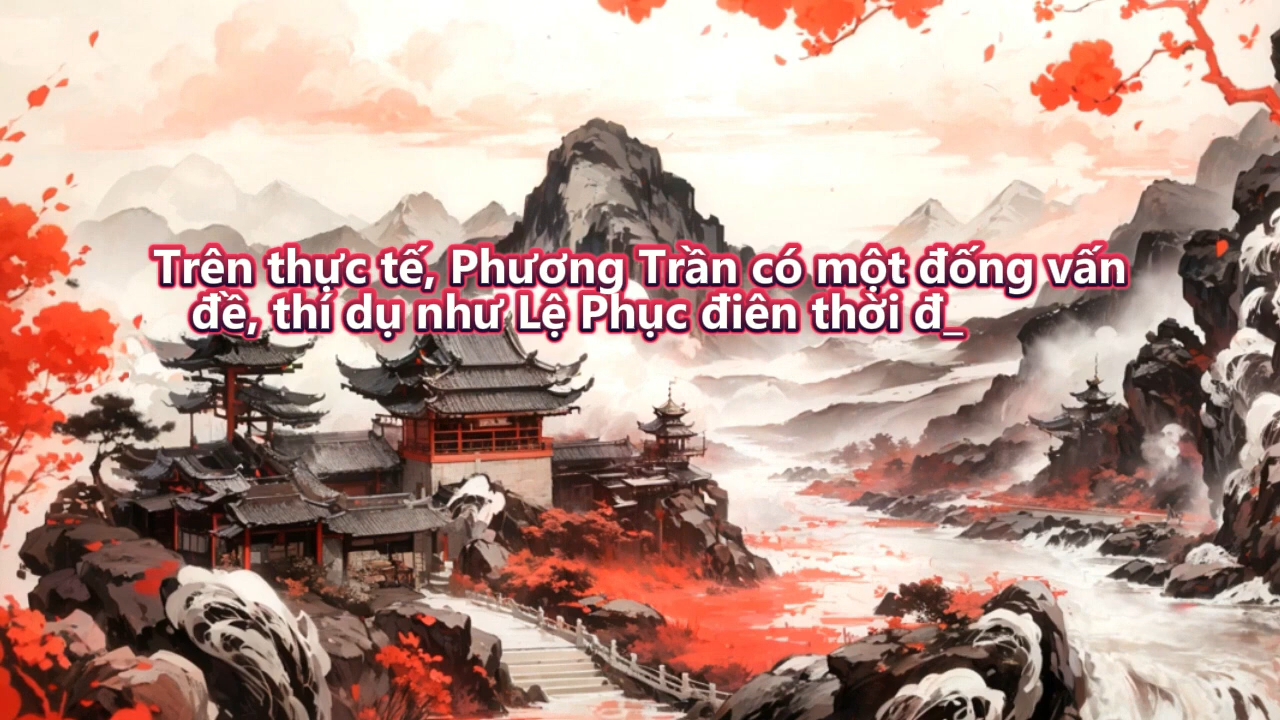 Trên thực tế, Phương Trần có một đống vấn
đề, thí dụ như Lệ Phục điên thời đ_